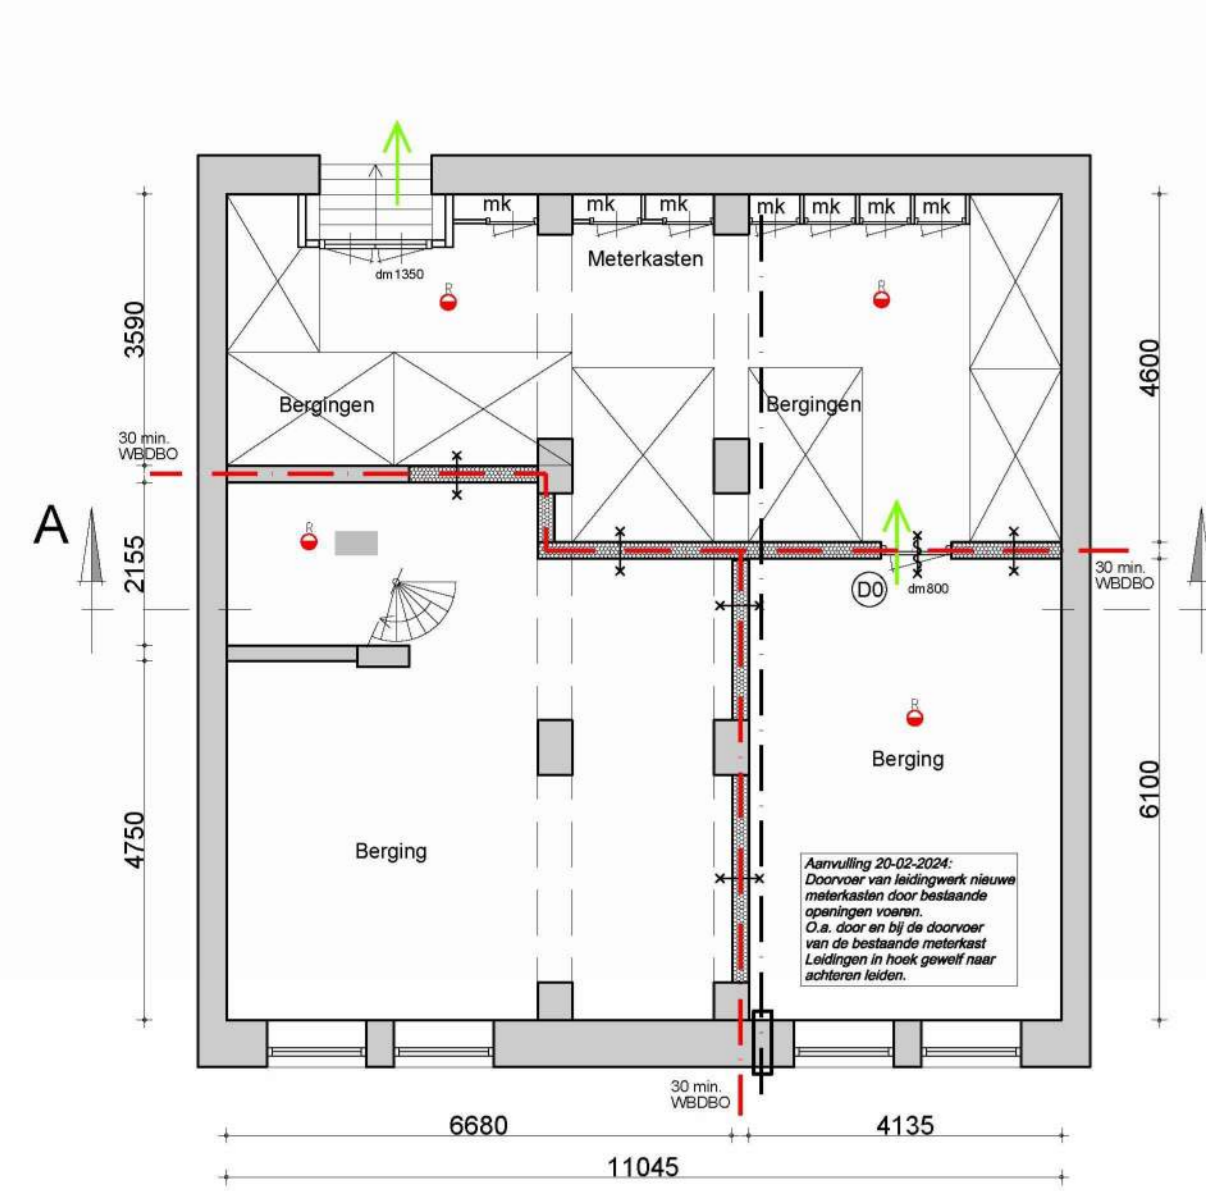 mk
mk
mk
mk
mk
mk
mk
Meterkasten
dm1350
R
R
3590
4600
Bergingen
Bergingen
30 min.
WBDBO
A
R
2155
30 min.
WBDBO
D0
dm800
R
Berging
6100
4750
Berging
Aanvulling 20-02-2024:
Doorvoer van leidingwerk nieuwe
meterkasten door bestaande
openingen voeren.
O.a. door en bij de doorvoer
van de bestaande meterkast
Leidingen in hoek gewelf naar
achteren leiden.
30 min.
WBDBO
6680
4135
11045